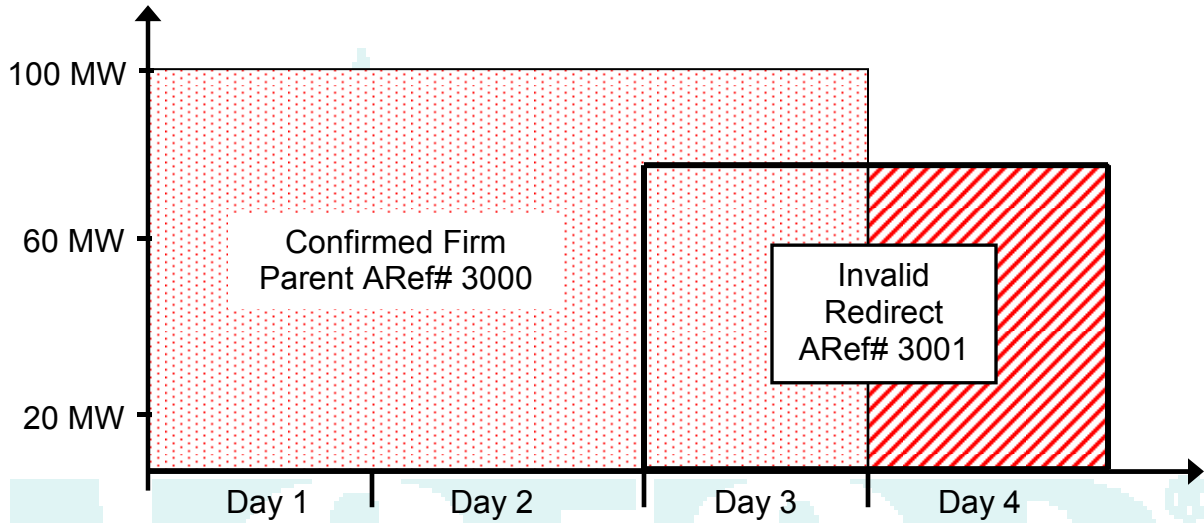 100 MW
60 MW
20 MW
Confirmed Firm
Parent ARef# 3000
Invalid
Redirect
ARef# 3001
Day 1
Day 2
Day 3
Day 4